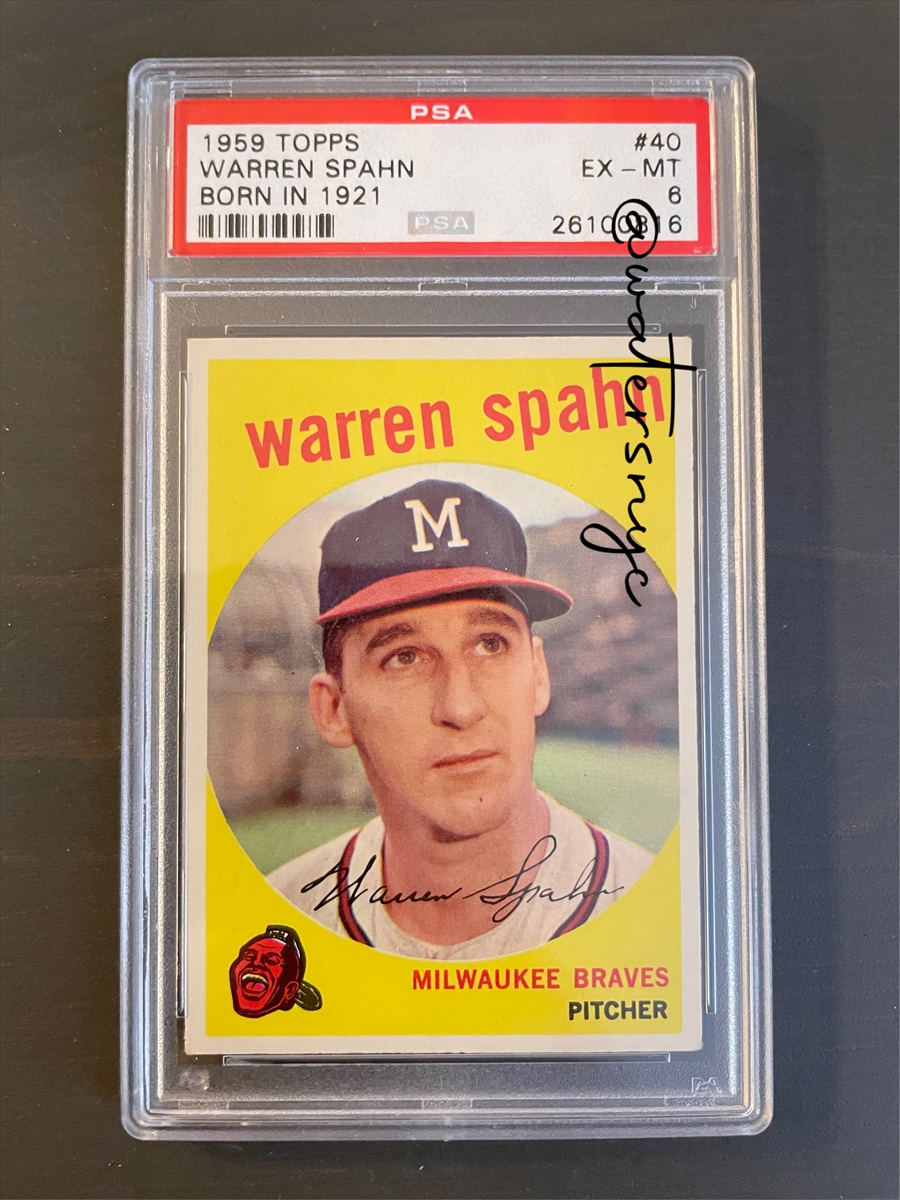 PSA
1959 TOPPS #40
WARREN SPAHN EX - MT
BORN IN 1921 6
PSA
@watersnyc
warren spahn
M
Warren Spahn
MILWAUKEE BRAVES
PITCHER